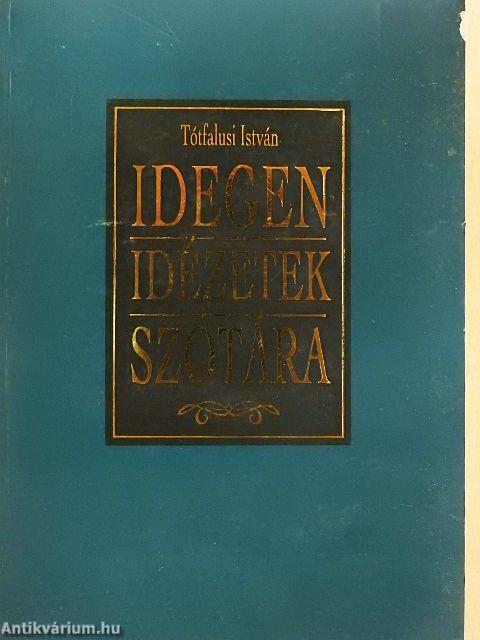 Tótfalusi István
IDEGEN
IDÉZETEK
SZÓTÁRA
Antikvárium.hu